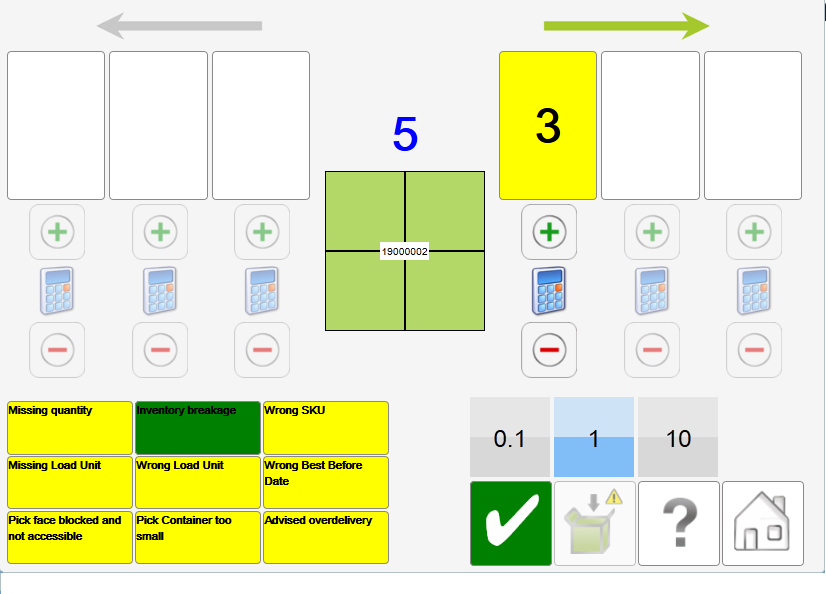 5
3
19000002
Missing quantity
Inventory breakage
Wrong SKU
Missing Load Unit
Wrong Load Unit
Wrong Best Before
Date
Pick face blocked and
not accessible
Pick Container too
small
Advised overdelivery
0.1
1
10
?